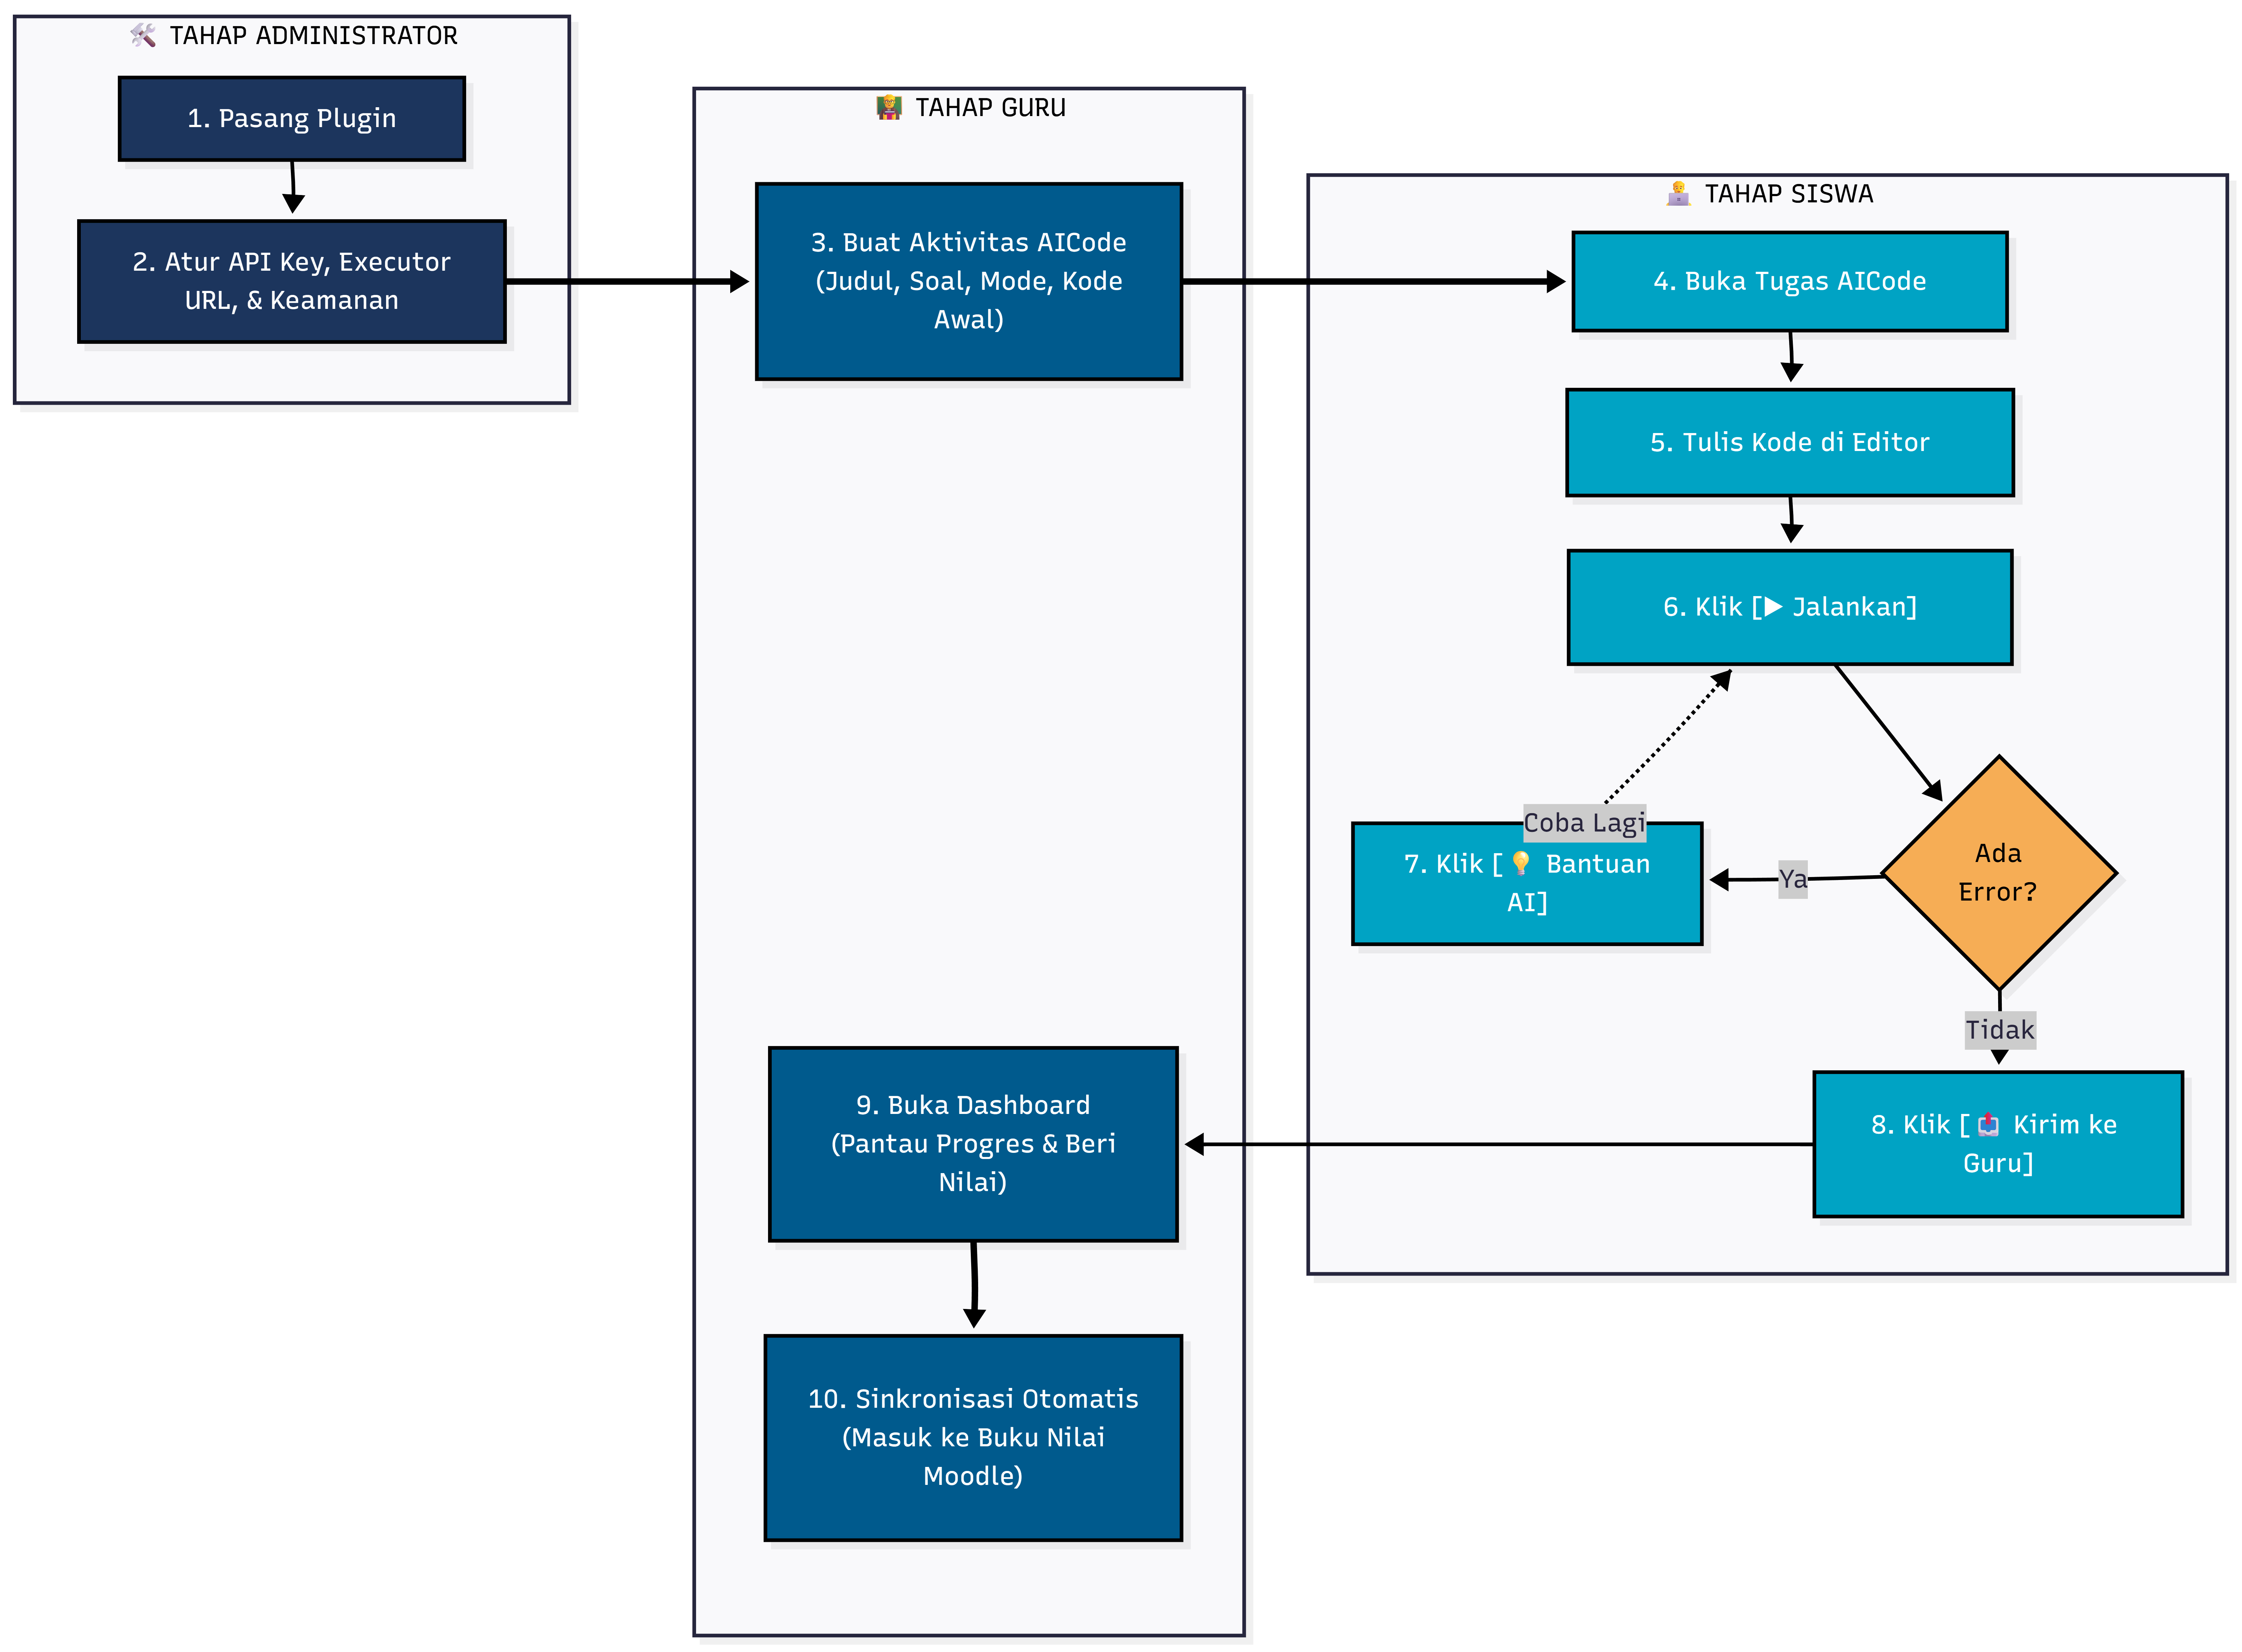 🛠️ TAHAP ADMINISTRATOR
1. Pasang Plugin
2. Atur API Key, Executor
URL, & Keamanan
👩‍🏫 TAHAP GURU
3. Buat Aktivitas AICode
(Judul, Soal, Mode, Kode
Awal)
🧑‍💻 TAHAP SISWA
4. Buka Tugas AICode
5. Tulis Kode di Editor
6. Klik [▶ Jalankan]
Ada
Error?
Ya
Coba Lagi
7. Klik [💡 Bantuan
AI]
Tidak
8. Klik [📤 Kirim ke
Guru]
9. Buka Dashboard
(Pantau Progres & Beri
Nilai)
10. Sinkronisasi Otomatis
(Masuk ke Buku Nilai
Moodle)